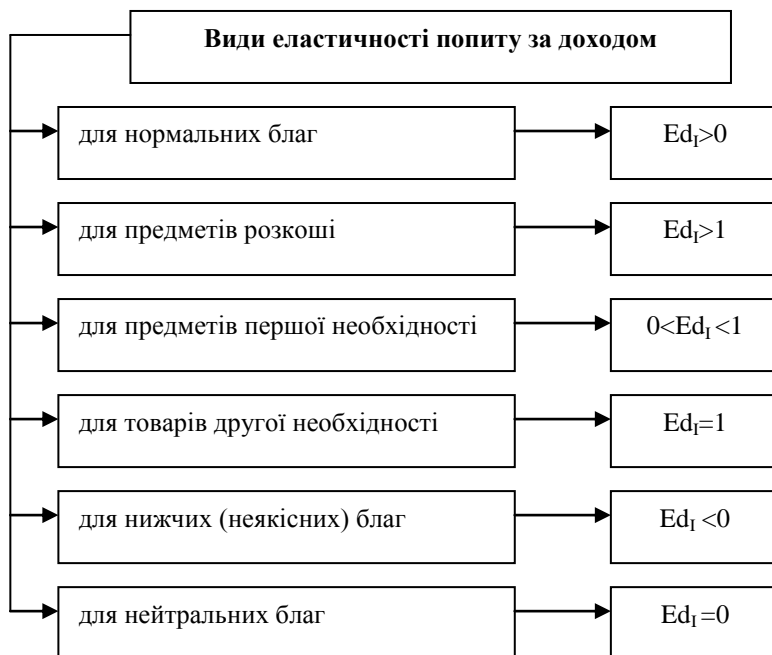 Види еластичності попиту за доходом
для нормальних благ
Ed_I>0
для предметів розкоші
Ed_I>1
для предметів першої необхідності
0<Ed_I <1
для товарів другої необхідності
Ed_I=1
для нижчих (неякісних) благ
Ed_I <0
для нейтральних благ
Ed_I =0